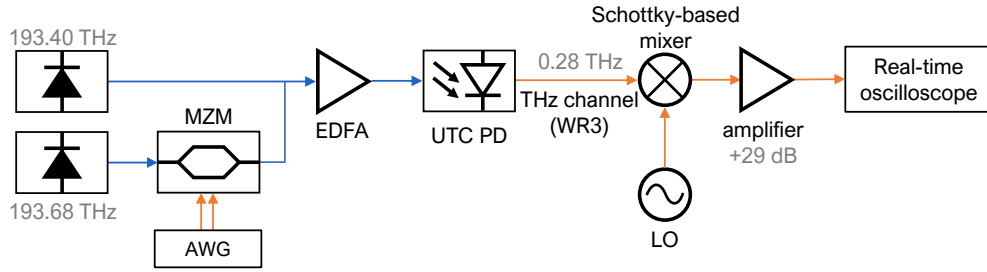 193.40 THz
MZM
193.68 THz
AWG
EDFA
UTC PD
0.28 THz
THz channel
(WR3)
Schottky-based
mixer
LO
amplifier
+29 dB
Real-time
oscilloscope